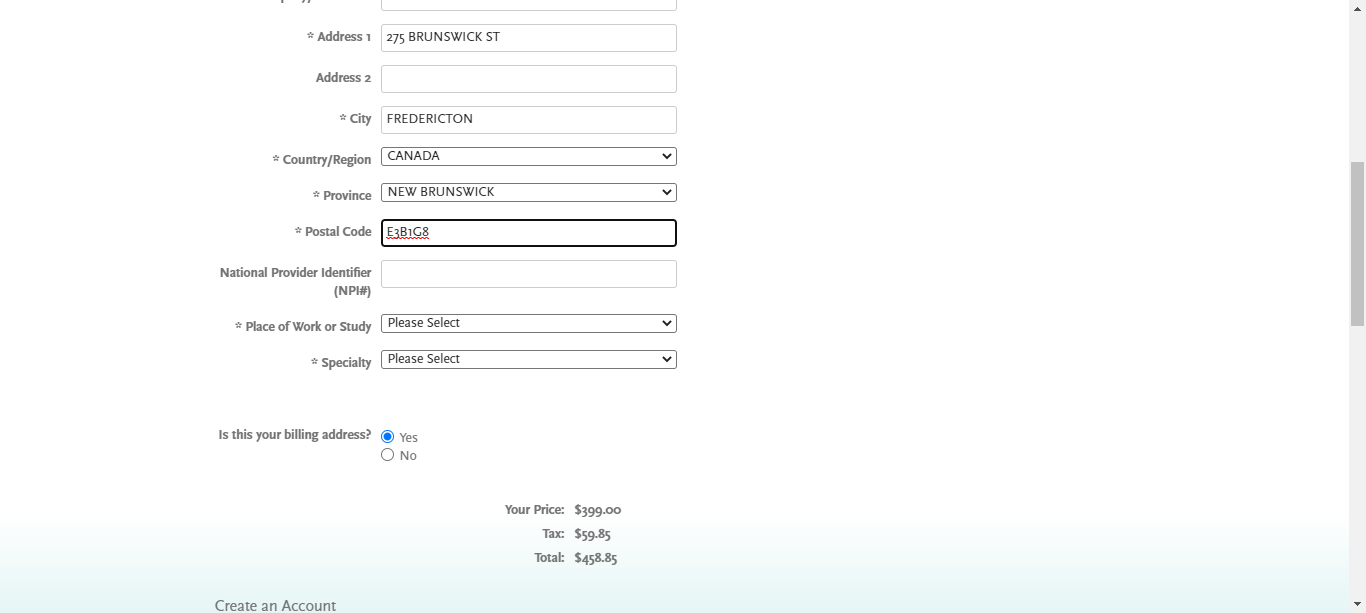 * Address 1 275 BRUNSWICK ST
Address 2
* City FREDERICTON
* Country/Region CANADA
* Province NEW BRUNSWICK
* Postal Code E3B1G8
National Provider Identifier
(NPI#)
* Place of Work or Study Please Select
* Specialty Please Select
Is this your billing address? Yes
No
Your Price: $399.00
Tax: $59.85
Total: $458.85
Create an Account